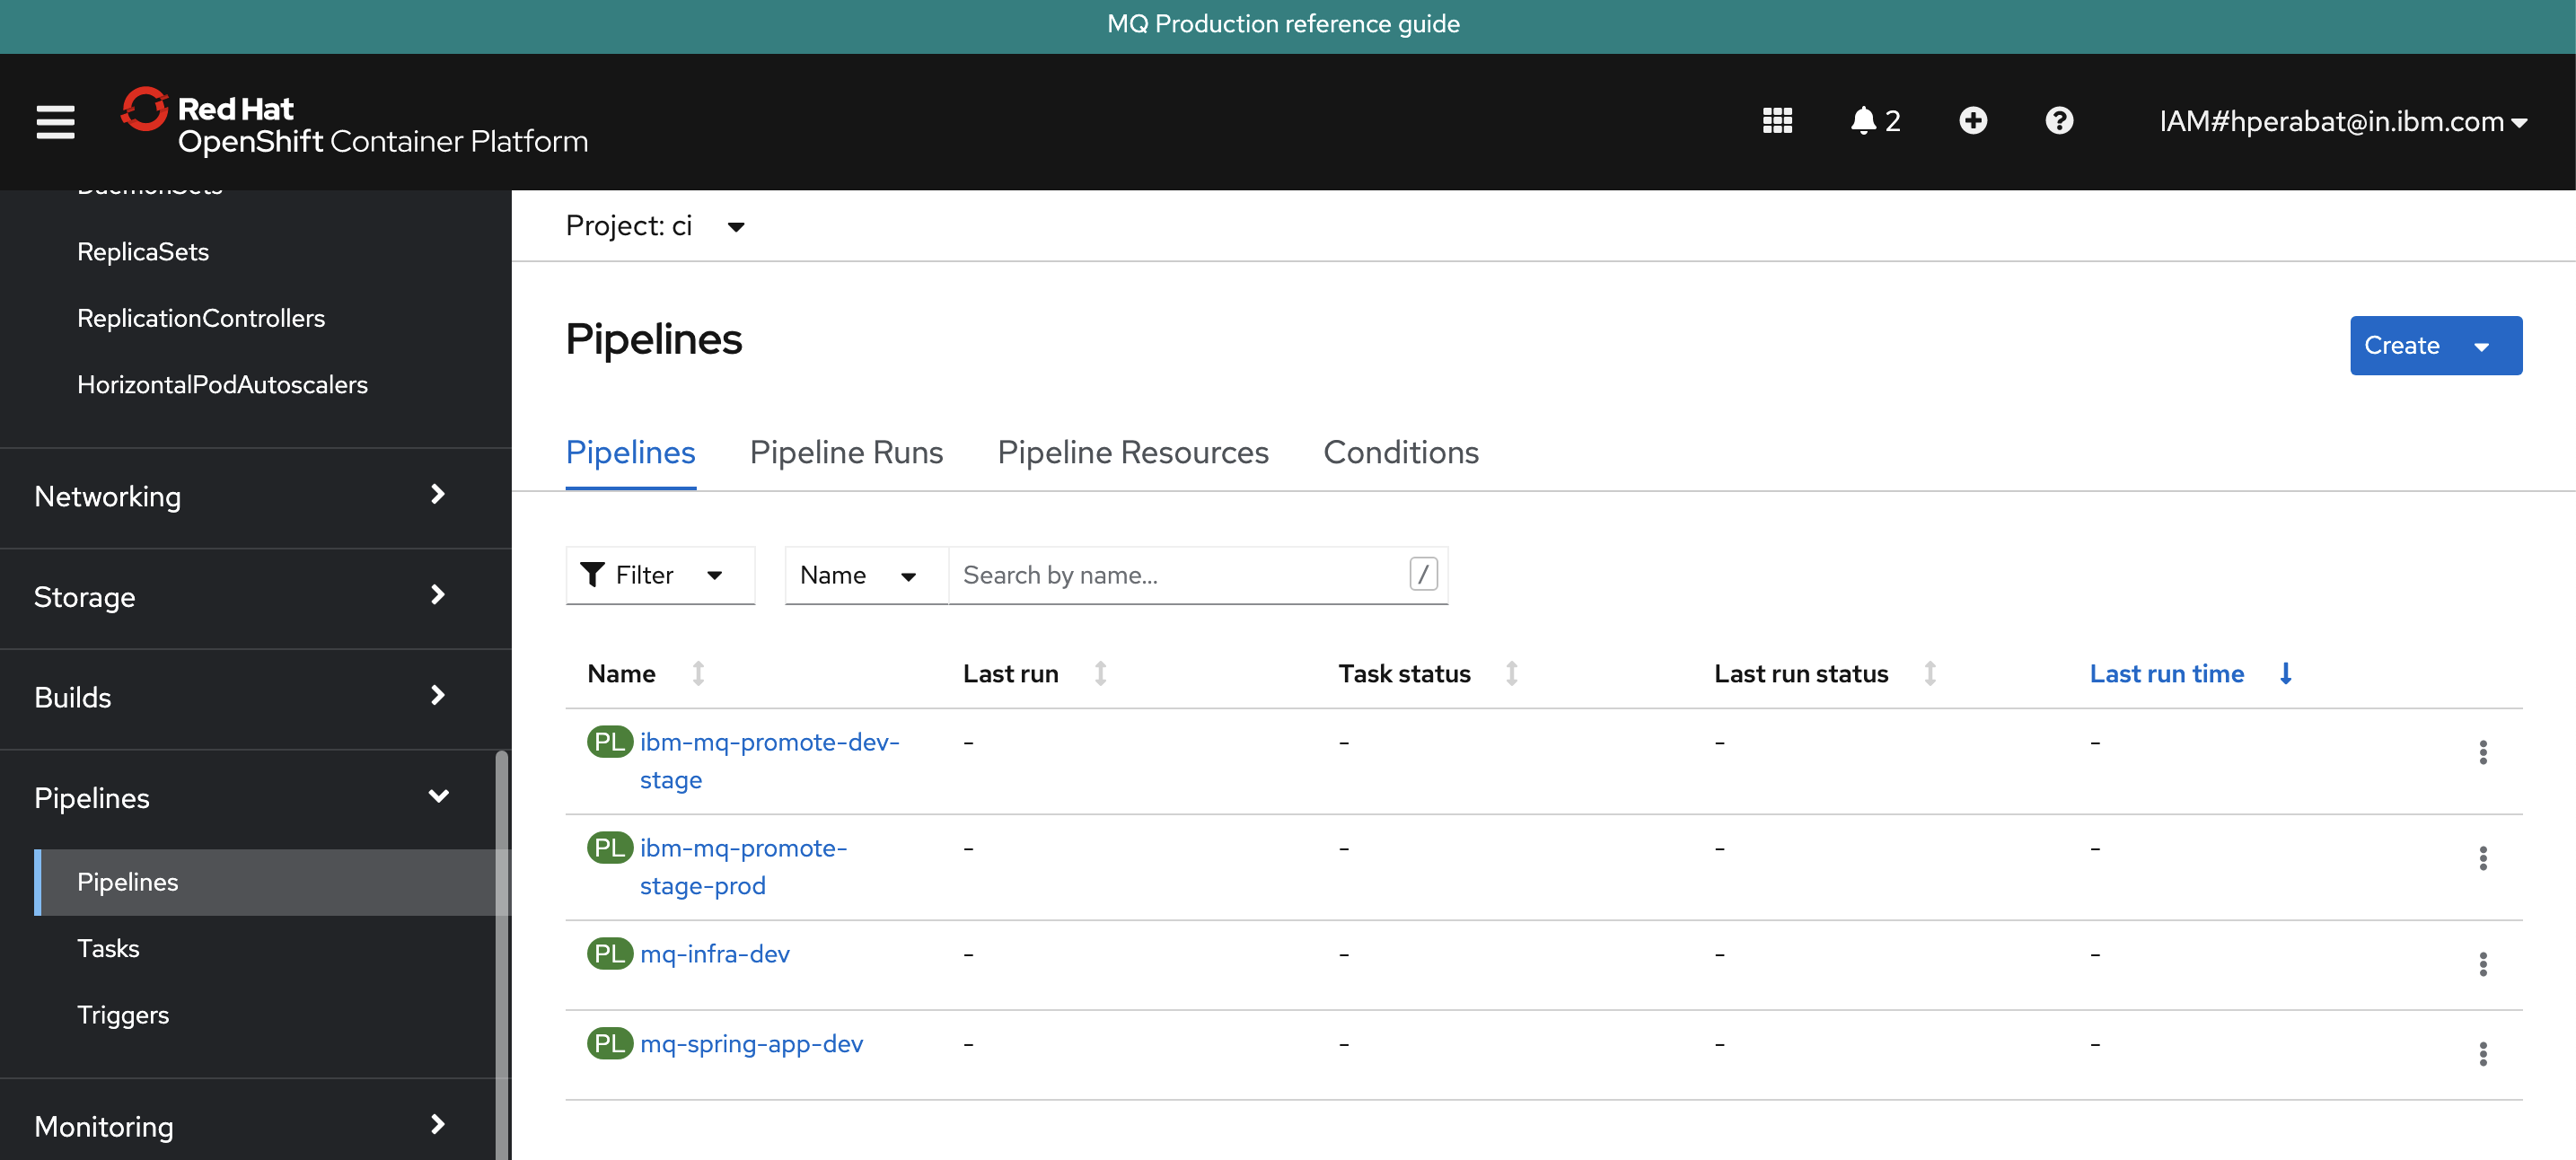 MQ Production reference guide
Red Hat
OpenShift Container Platform
2
IAM#hperabat@in.ibm.com
DaemonSets
ReplicaSets
ReplicationControllers
HorizontalPodAutoscalers
Networking
Storage
Builds
Pipelines
Pipelines
Tasks
Triggers
Monitoring
Project: ci
Pipelines
Create
Pipelines Pipeline Runs Pipeline Resources Conditions
Filter Name Search by name... /
Name Last run Task status Last run status Last run time
PL ibm-mq-promote-dev- - - - -
stage
PL ibm-mq-promote- - - - -
stage-prod
PL mq-infra-dev - - - -
PL mq-spring-app-dev - - - -